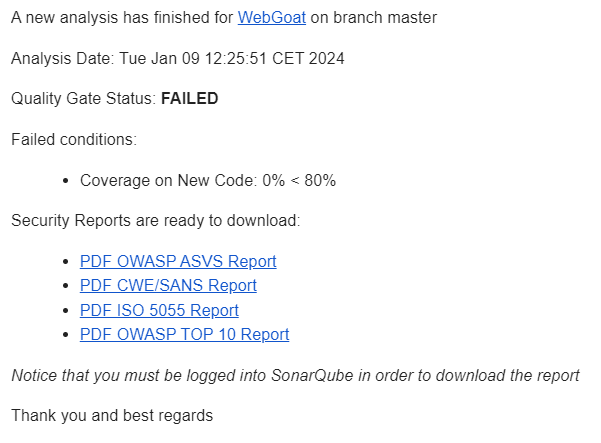 A new analysis has finished for WebGoat on branch master
Analysis Date: Tue Jan 09 12:25:51 CET 2024
Quality Gate Status: FAILED
Failed conditions:
• Coverage on New Code: 0% < 80%
Security Reports are ready to download:
• PDF OWASP ASVS Report
• PDF CWE/SANS Report
• PDF ISO 5055 Report
• PDF OWASP TOP 10 Report
Notice that you must be logged into SonarQube in order to download the report
Thank you and best regards